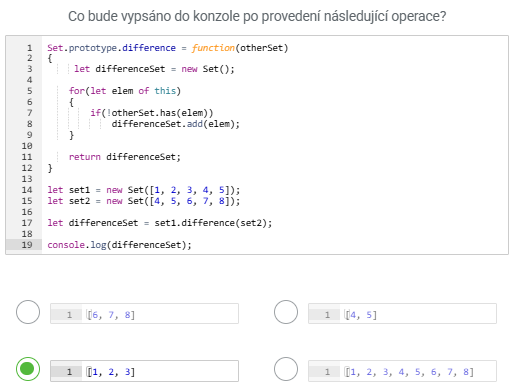 Co bude vypsáno do konzole po provedení následující operace?
1 Set.prototype.difference = function(otherSet)
2 {
3 let differenceSet = new Set();
4
5 for(let elem of this)
6 {
7 if(!otherSet.has(elem))
8 differenceSet.add(elem);
9 }
10
11 return differenceSet;
12 }
13
14 let set1 = new Set([1, 2, 3, 4, 5]);
15 let set2 = new Set([4, 5, 6, 7, 8]);
16
17 let differenceSet = set1.difference(set2);
18
19 console.log(differenceSet);
1 [6, 7, 8]
1 [4, 5]
1 [1, 2, 3]
1 [1, 2, 3, 4, 5, 6, 7, 8]